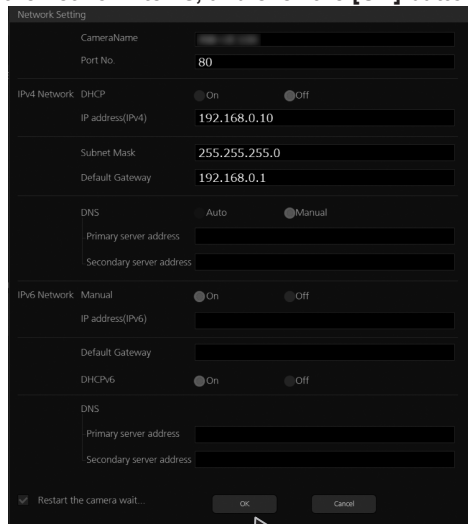 Network Setting
CameraName
Port No. 80
IPv4 Network DHCP On Off
IP address(IPv4) 192.168.0.10
Subnet Mask 255.255.255.0
Default Gateway 192.168.0.1
DNS Auto Manual
Primary server address
Secondary server address
IPv6 Network Manual On Off
IP address(IPv6)
Default Gateway
DHCPv6 On Off
DNS
Primary server address
Secondary server address
Restart the camera wait...
OK Cancel